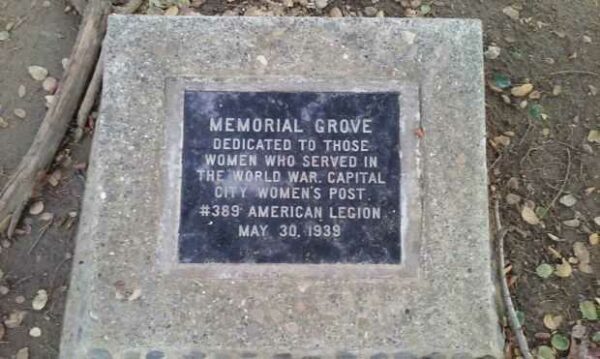 MEMORIAL GROVE
DEDICATED TO THOSE
WOMEN WHO SERVED IN
THE WORLD WAR. CAPITAL
CITY WOMEN'S POST
#389 AMERICAN LEGION
MAY 30, 1939